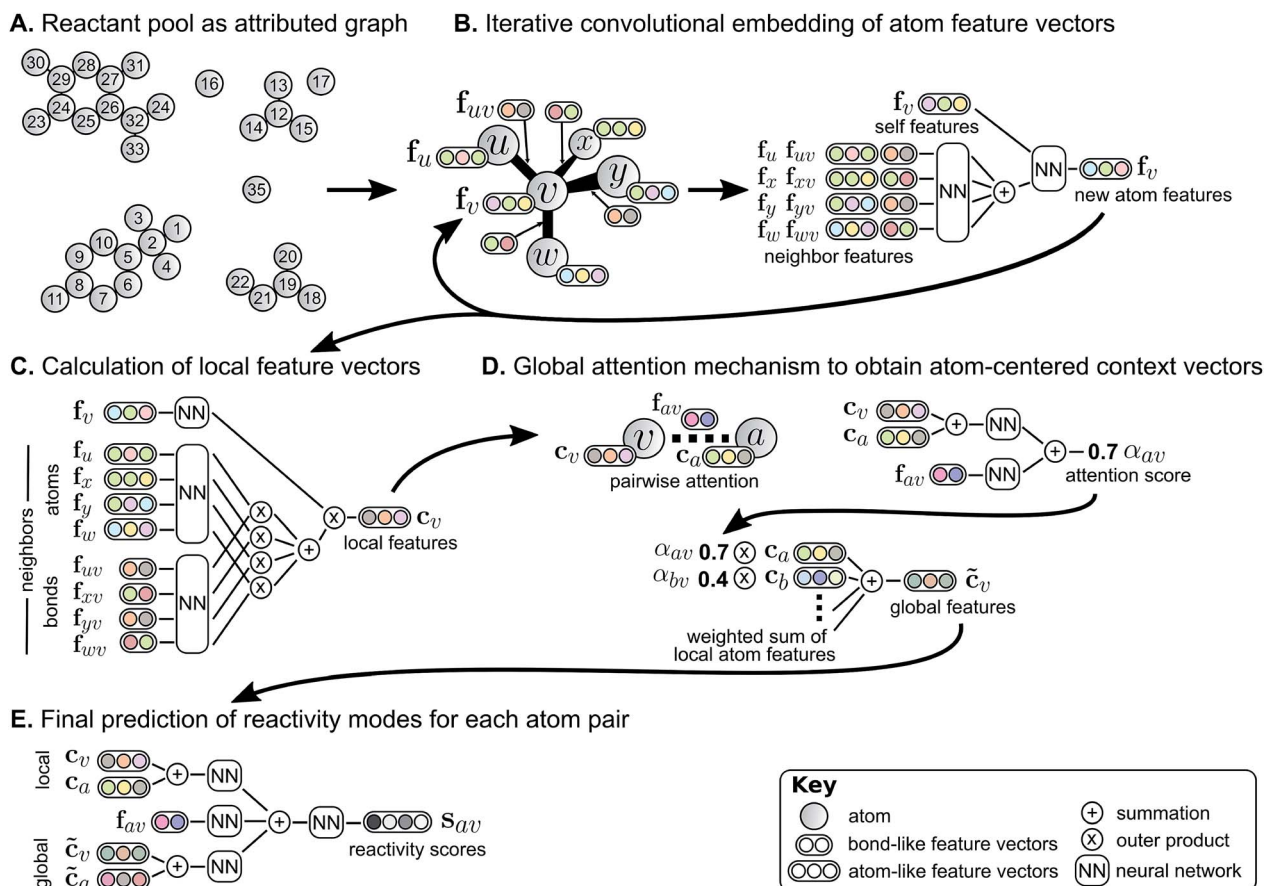 A. Reactant pool as attributed graph
30 28 31
29 27
24 26 24
23 25 32
33
16 13 17
12
14 15
35
3 1
10 2
9 5 4
8 6
11 7
20
22 19
21 18
B. Iterative convolutional embedding of atom feature vectors
f_uv
f_u u x
f_v v y
w
f_v
self features
f_u f_uv
f_x f_xv
f_y f_yv
f_w f_wv
neighbor features
NN + NN f_v
new atom features
C. Calculation of local feature vectors
f_v NN
neighbors
atoms
f_u
f_x
f_y
f_w
NN
bonds
f_uv
f_xv
f_yv
f_wv
NN
x
x
x
x
+
x c_v
local features
D. Global attention mechanism to obtain atom-centered context vectors
f_av
v a
c_v c_a
pairwise attention
c_v
c_a + NN
f_av NN
+ 0.7 α_av
attention score
α_av 0.7 x c_a
α_bv 0.4 x c_b
+ c̃_v
global features
weighted sum of
local atom features
E. Final prediction of reactivity modes for each atom pair
local
c_v
c_a + NN
f_av NN + NN s_av
reactivity scores
global
c̃_v
c̃_a + NN
Key
atom
bond-like feature vectors
atom-like feature vectors
+ summation
x outer product
NN neural network